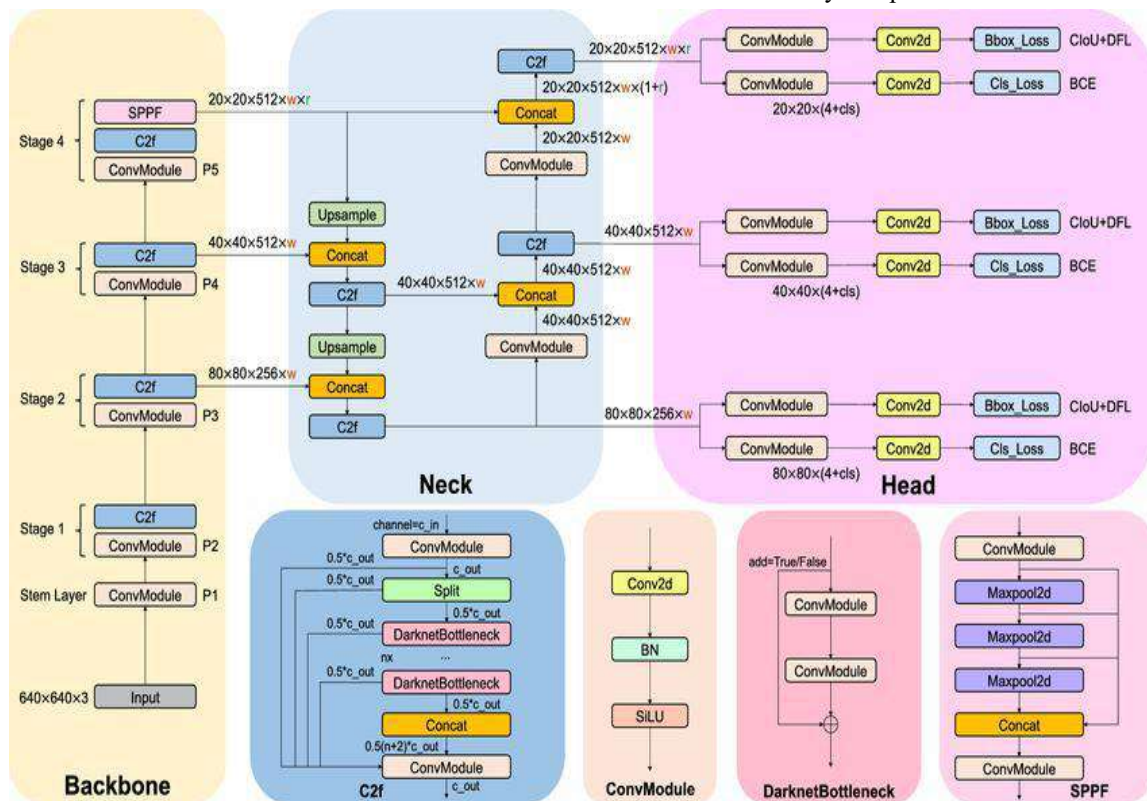 Stage 4
SPPF
C2f
ConvModule
P5
20×20×512×w×r
Stage 3
C2f
ConvModule
P4
40×40×512×w
Stage 2
C2f
ConvModule
P3
80×80×256×w
Stage 1
C2f
ConvModule
P2
Stem Layer
ConvModule
P1
640×640×3
Input
Backbone
Upsample
Concat
C2f
40×40×512×w
Upsample
Concat
C2f
C2f
20×20×512×w×r
20×20×512×w×(1+r)
Concat
20×20×512×w
ConvModule
C2f
40×40×512×w
40×40×512×w
Concat
40×40×512×w
ConvModule
80×80×256×w
Neck
ConvModule
Conv2d
Bbox_Loss
CIoU+DFL
ConvModule
Conv2d
Cls_Loss
BCE
20×20×(4+cls)
ConvModule
Conv2d
Bbox_Loss
CIoU+DFL
ConvModule
Conv2d
Cls_Loss
BCE
40×40×(4+cls)
ConvModule
Conv2d
Bbox_Loss
CIoU+DFL
ConvModule
Conv2d
Cls_Loss
BCE
80×80×(4+cls)
Head
channel=c_in
ConvModule
0.5*c_out
c_out
0.5*c_out
Split
0.5*c_out
0.5*c_out
DarknetBottleneck
nx
...
0.5*c_out
DarknetBottleneck
0.5*c_out
Concat
0.5(n+2)*c_out
ConvModule
C2f
c_out
Conv2d
BN
SiLU
ConvModule
add=True/False
ConvModule
ConvModule
DarknetBottleneck
ConvModule
Maxpool2d
Maxpool2d
Maxpool2d
Concat
ConvModule
SPPF